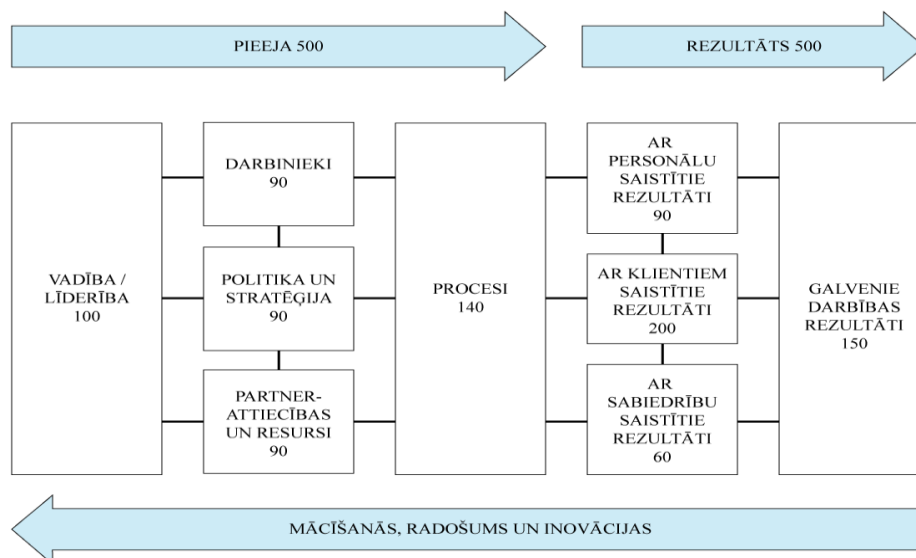 PIEEJA 500
REZULTĀTS 500
VADĪBA /
LĪDERĪBA
100
DARBINIEKI
90
POLITIKA UN
STRATĒĢIJA
90
PARTNER-
ATTIECĪBAS
UN RESURSI
90
PROCESI
140
AR
PERSONĀLU
SAISTĪTIE
REZULTĀTI
90
AR KLIENTIEM
SAISTĪTIE
REZULTĀTI
200
AR
SABIEDRĪBU
SAISTĪTIE
REZULTĀTI
60
GALVENIE
DARBĪBAS
REZULTĀTI
150
MĀCĪŠANĀS, RADOŠUMS UN INOVĀCIJAS